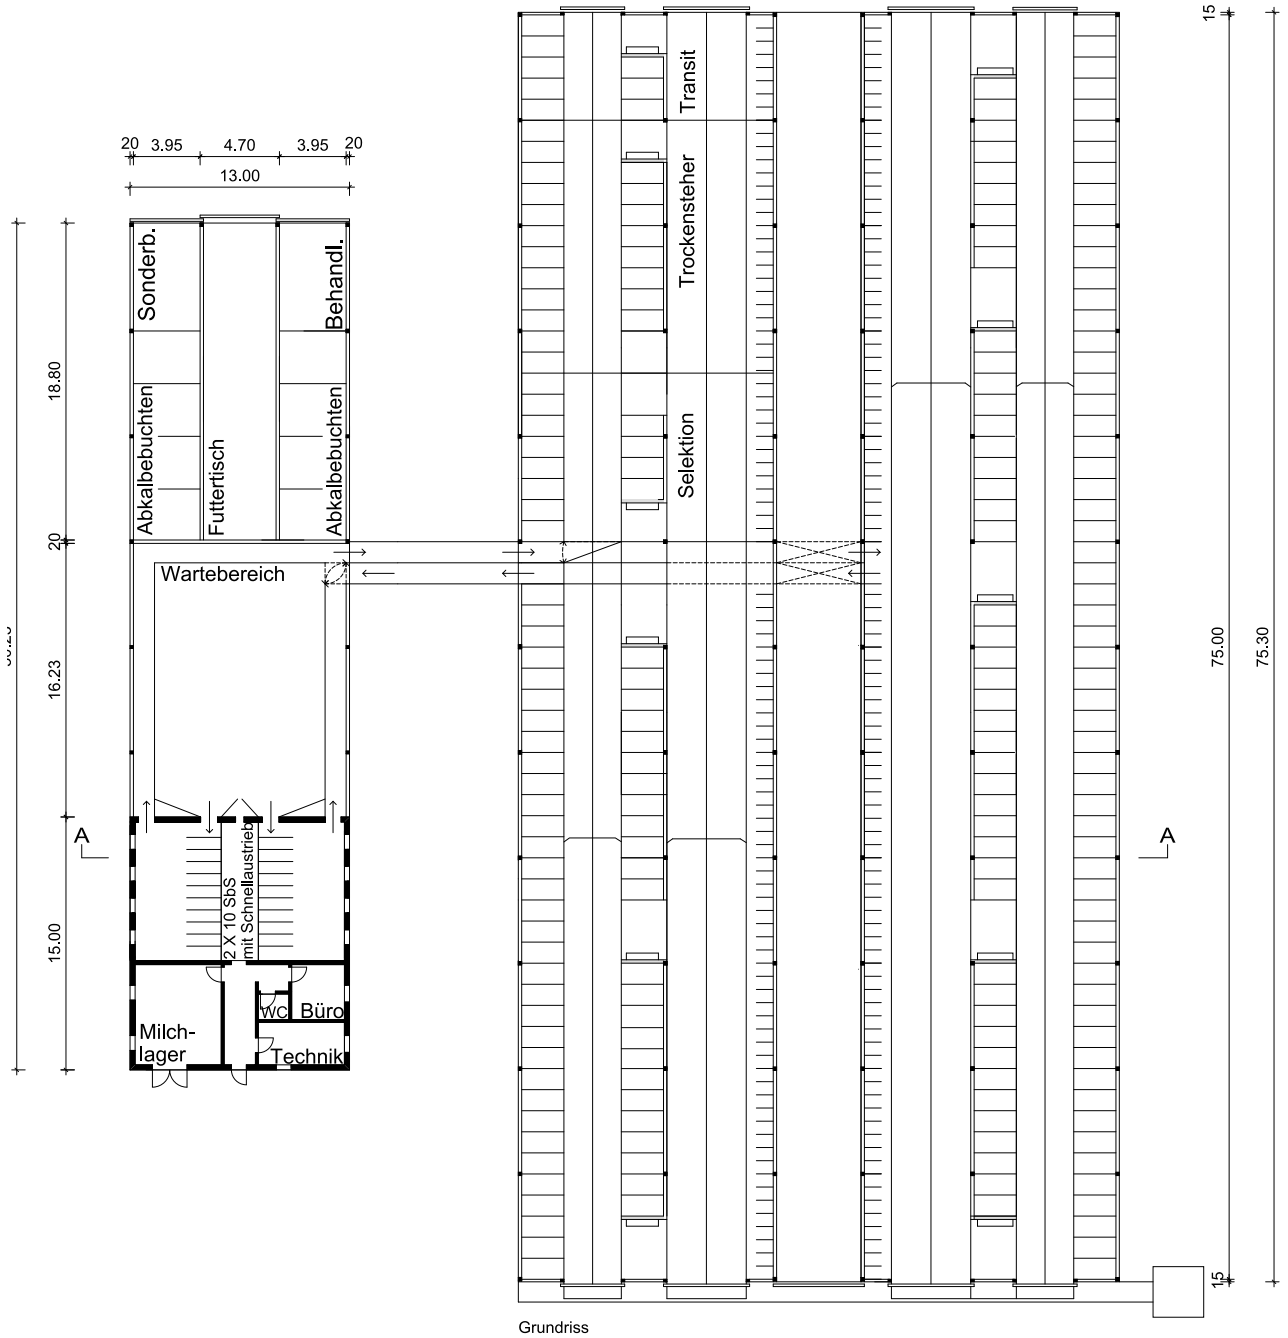 15
20
3.95
4.70
3.95
20
13.00
Transit
Trockensteher
Selektion
Sonderb.
Behandl.
18.80
Abkalbebuchten
Futtertisch
Abkalbebuchten
20
Wartebereich
16.23
75.00
75.30
A
A
2 X 10 SbS
mit Schnellaustrieb
15.00
WC
Büro
Milch-
lager
Technik
15
Grundriss